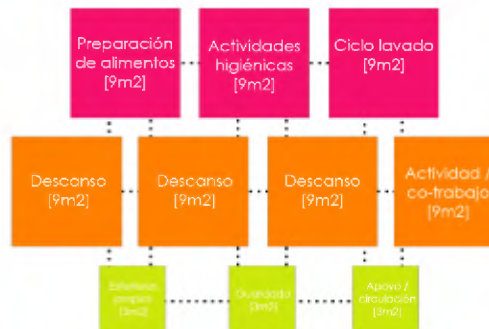 Preparación
de alimentos
[9m2]
Actividades
higiénicas
[9m2]
Ciclo lavado
[9m2]
Descanso
[9m2]
Descanso
[9m2]
Descanso
[9m2]
Actividad /
co-trabajo
[9m2]
Guardado
[3m2]
Apoyo /
circulación
[3m2]